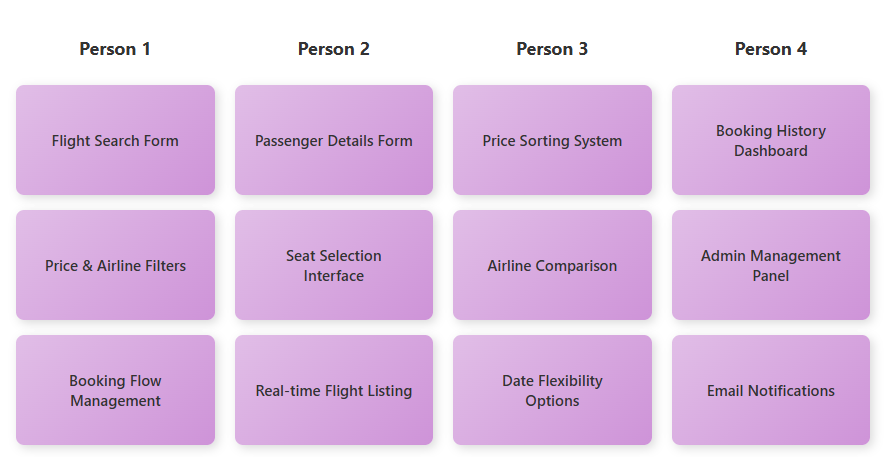 Person 1
Person 2
Person 3
Person 4
Flight Search Form
Passenger Details Form
Price Sorting System
Booking History
Dashboard
Price & Airline Filters
Seat Selection
Interface
Airline Comparison
Admin Management
Panel
Booking Flow
Management
Real-time Flight Listing
Date Flexibility
Options
Email Notifications